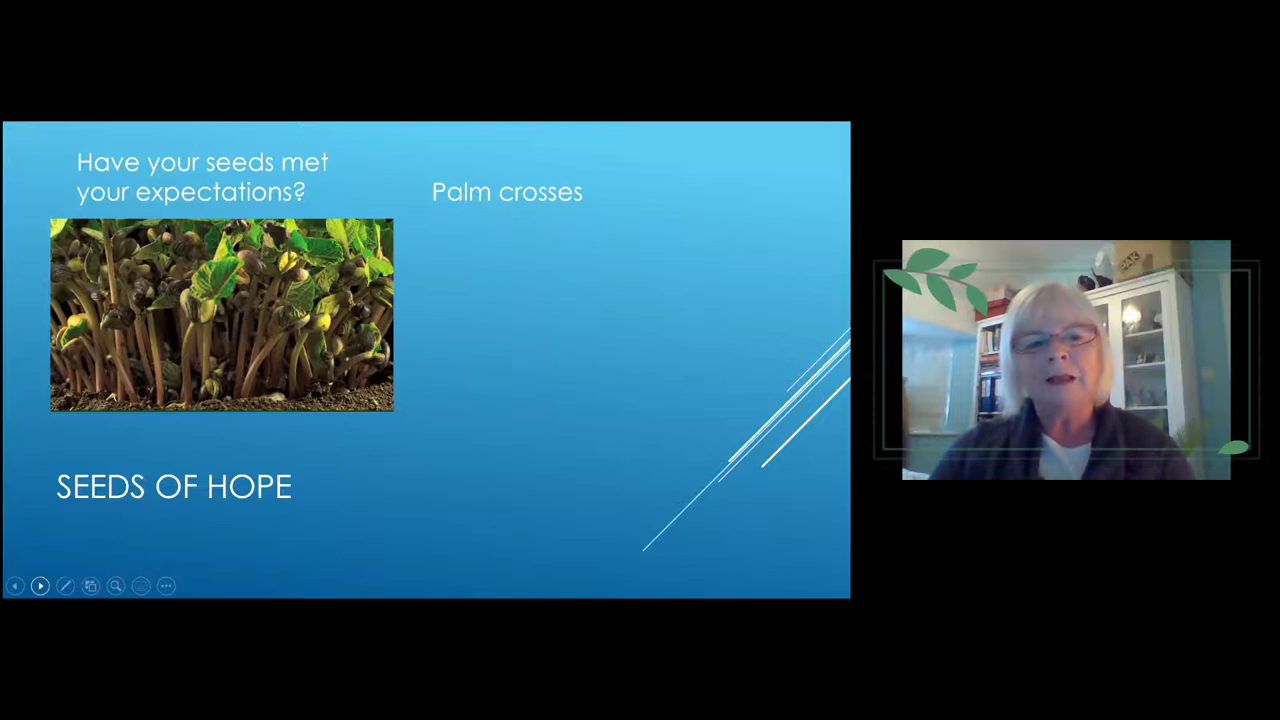 Have your seeds met
your expectations?
Palm crosses
SEEDS OF HOPE